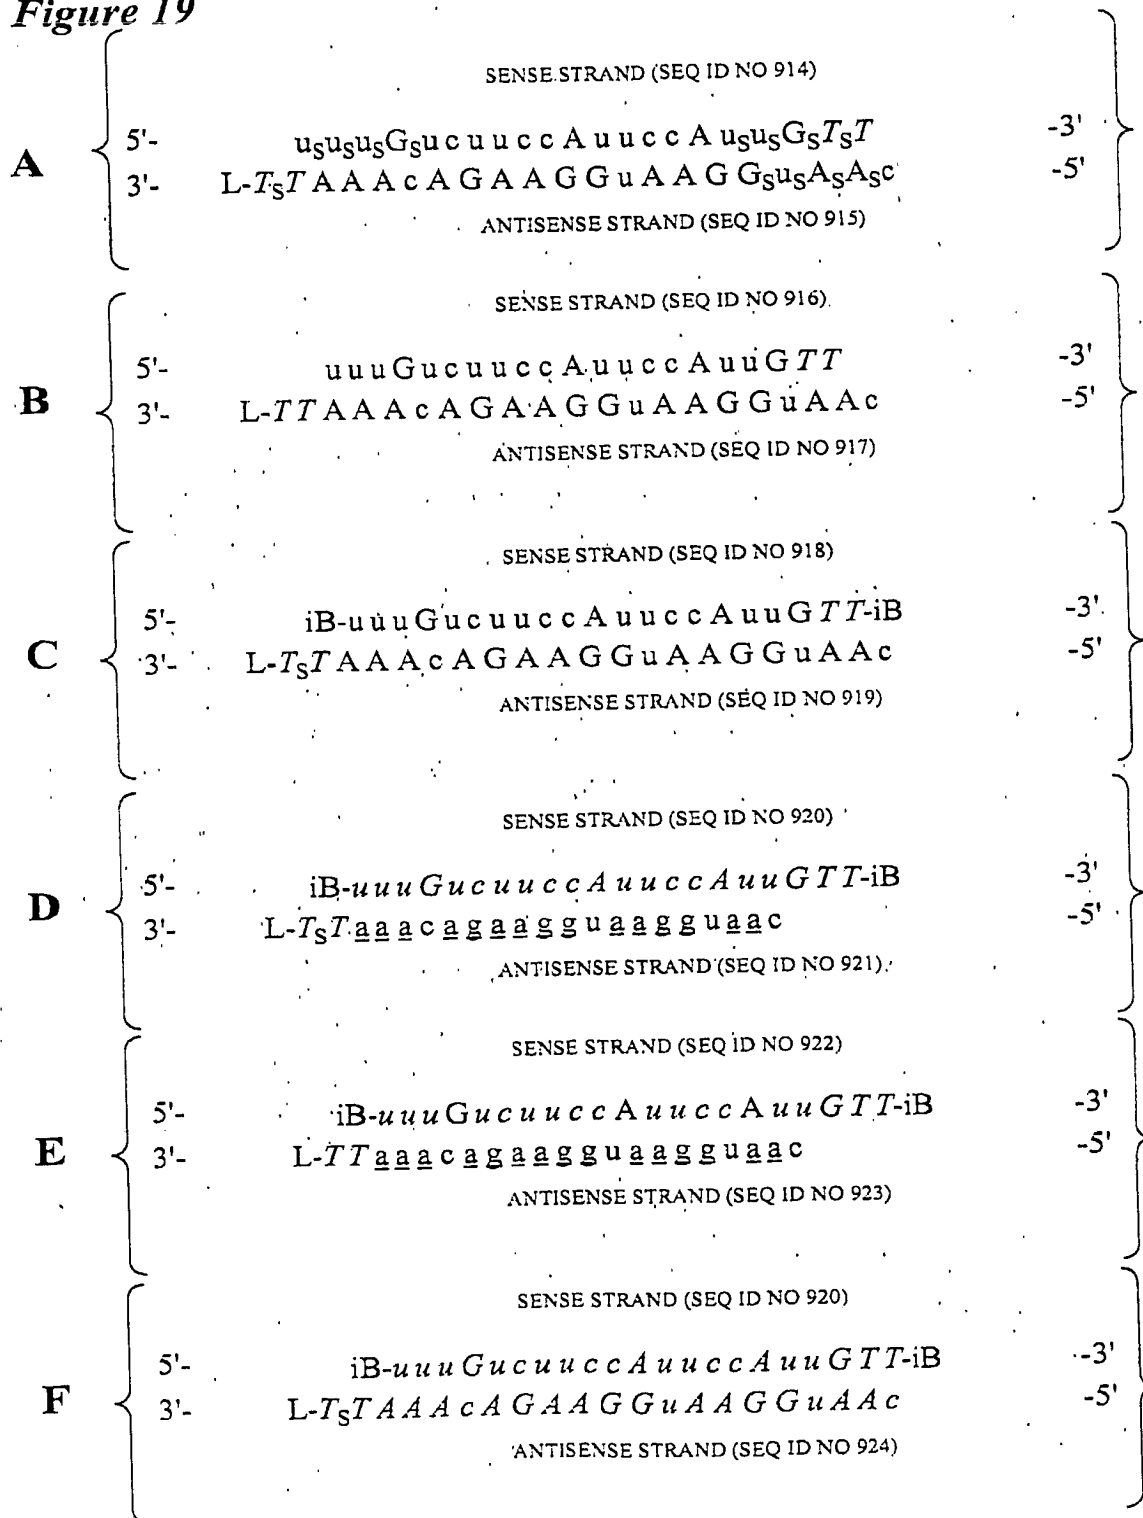 Figure 19
SENSE STRAND (SEQ ID NO 914)
A
5'- usususGsucuuccAuuccAususGsTsT -3'
3'- L-TsTAAAcAGAAGGuAAGGsusAsAsc -5'
ANTISENSE STRAND (SEQ ID NO 915)
SENSE STRAND (SEQ ID NO 916)
B
5'- uuuGucuuccAuuccAuuGTT -3'
3'- L-TTAAAcAGAAGGuAAGGuAAc -5'
ANTISENSE STRAND (SEQ ID NO 917)
SENSE STRAND (SEQ ID NO 918)
C
5'- iB-uuuGucuuccAuuccAuuGTT-iB -3'
3'- L-TsTAAAcAGAAGGuAAGGuAAc -5'
ANTISENSE STRAND (SEQ ID NO 919)
SENSE STRAND (SEQ ID NO 920)
D
5'- iB-uuuGucuuccAuuccAuuGTT-iB -3'
3'- L-TsTaaacagaagguaagguaac -5'
ANTISENSE STRAND (SEQ ID NO 921)
SENSE STRAND (SEQ ID NO 922)
E
5'- iB-uuuGucuuccAuuccAuuGTT-iB -3'
3'- L-TTaaacagaagguaagguaac -5'
ANTISENSE STRAND (SEQ ID NO 923)
SENSE STRAND (SEQ ID NO 920)
F
5'- iB-uuuGucuuccAuuccAuuGTT-iB -3'
3'- L-TsTAAAcAGAAGGuAAGGuAAc -5'
ANTISENSE STRAND (SEQ ID NO 924)